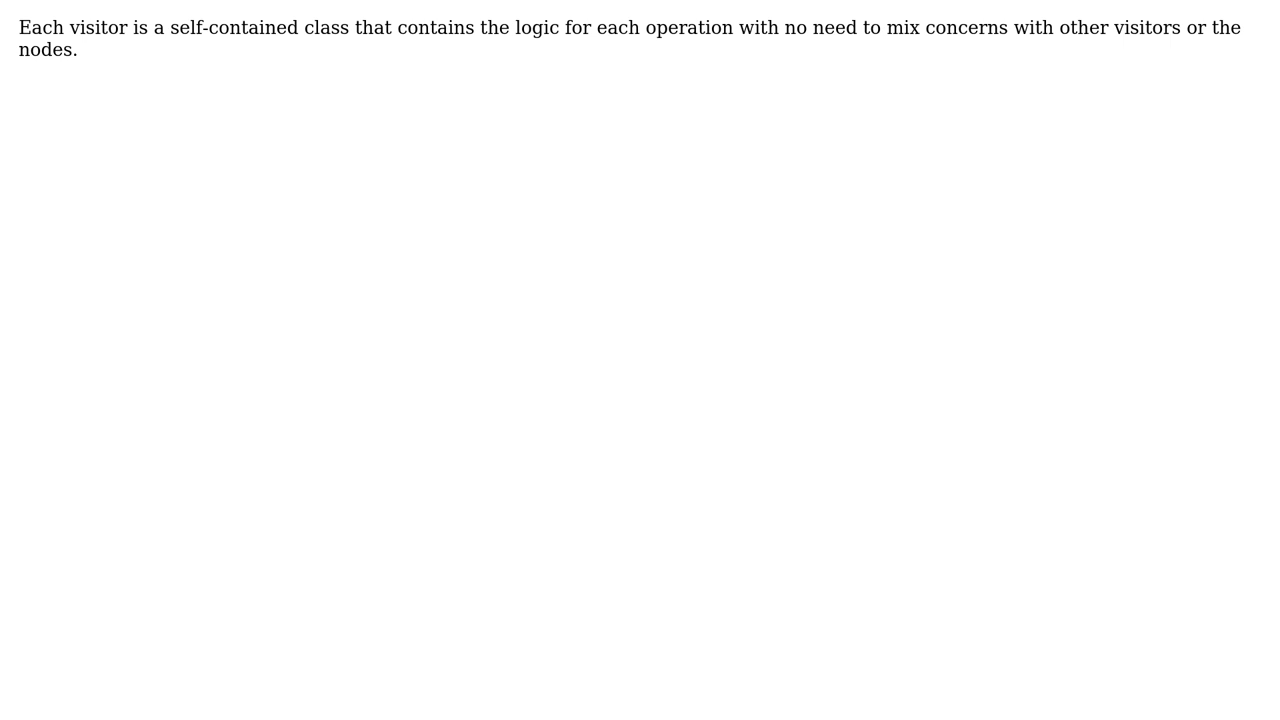 Each visitor is a self-contained class that contains the logic for each operation with no need to mix concerns with other visitors or the
nodes.